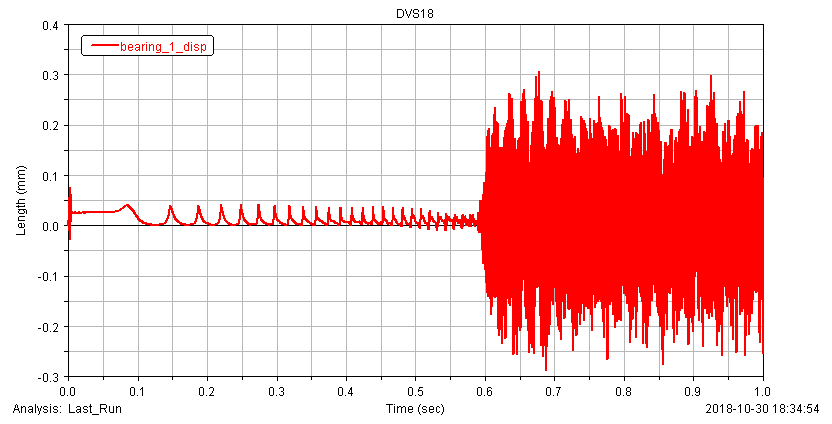 DVS18
bearing_1_disp
0.4
0.3
0.2
0.1
0.0
-0.1
-0.2
-0.3
Length (mm)
0.0 0.1 0.2 0.3 0.4 0.5 0.6 0.7 0.8 0.9 1.0
Analysis: Last_Run Time (sec) 2018-10-30 18:34:54